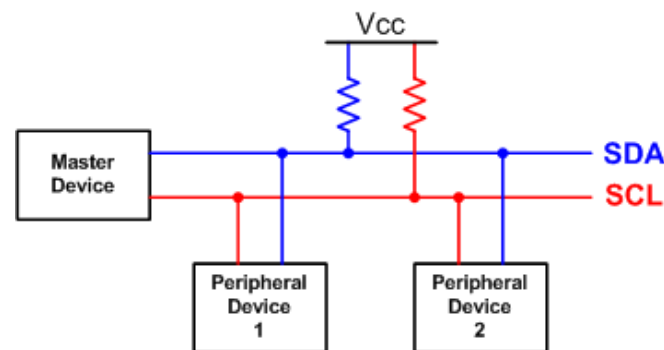 Vcc
Master
Device
SDA
SCL
Peripheral
Device
1
Peripheral
Device
2